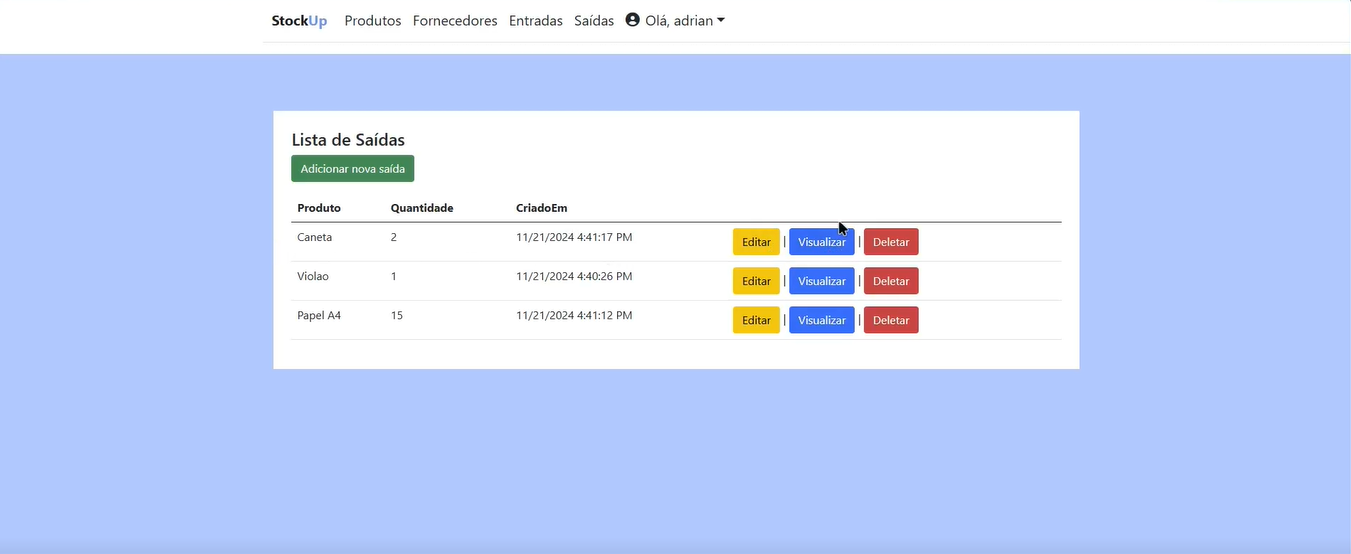 StockUp Produtos Fornecedores Entradas Saídas Olá, adrian
Lista de Saídas
Adicionar nova saída
Produto Quantidade CriadoEm
Caneta 2 11/21/2024 4:41:17 PM Editar | Visualizar | Deletar
Violao 1 11/21/2024 4:40:26 PM Editar | Visualizar | Deletar
Papel A4 15 11/21/2024 4:41:12 PM Editar | Visualizar | Deletar